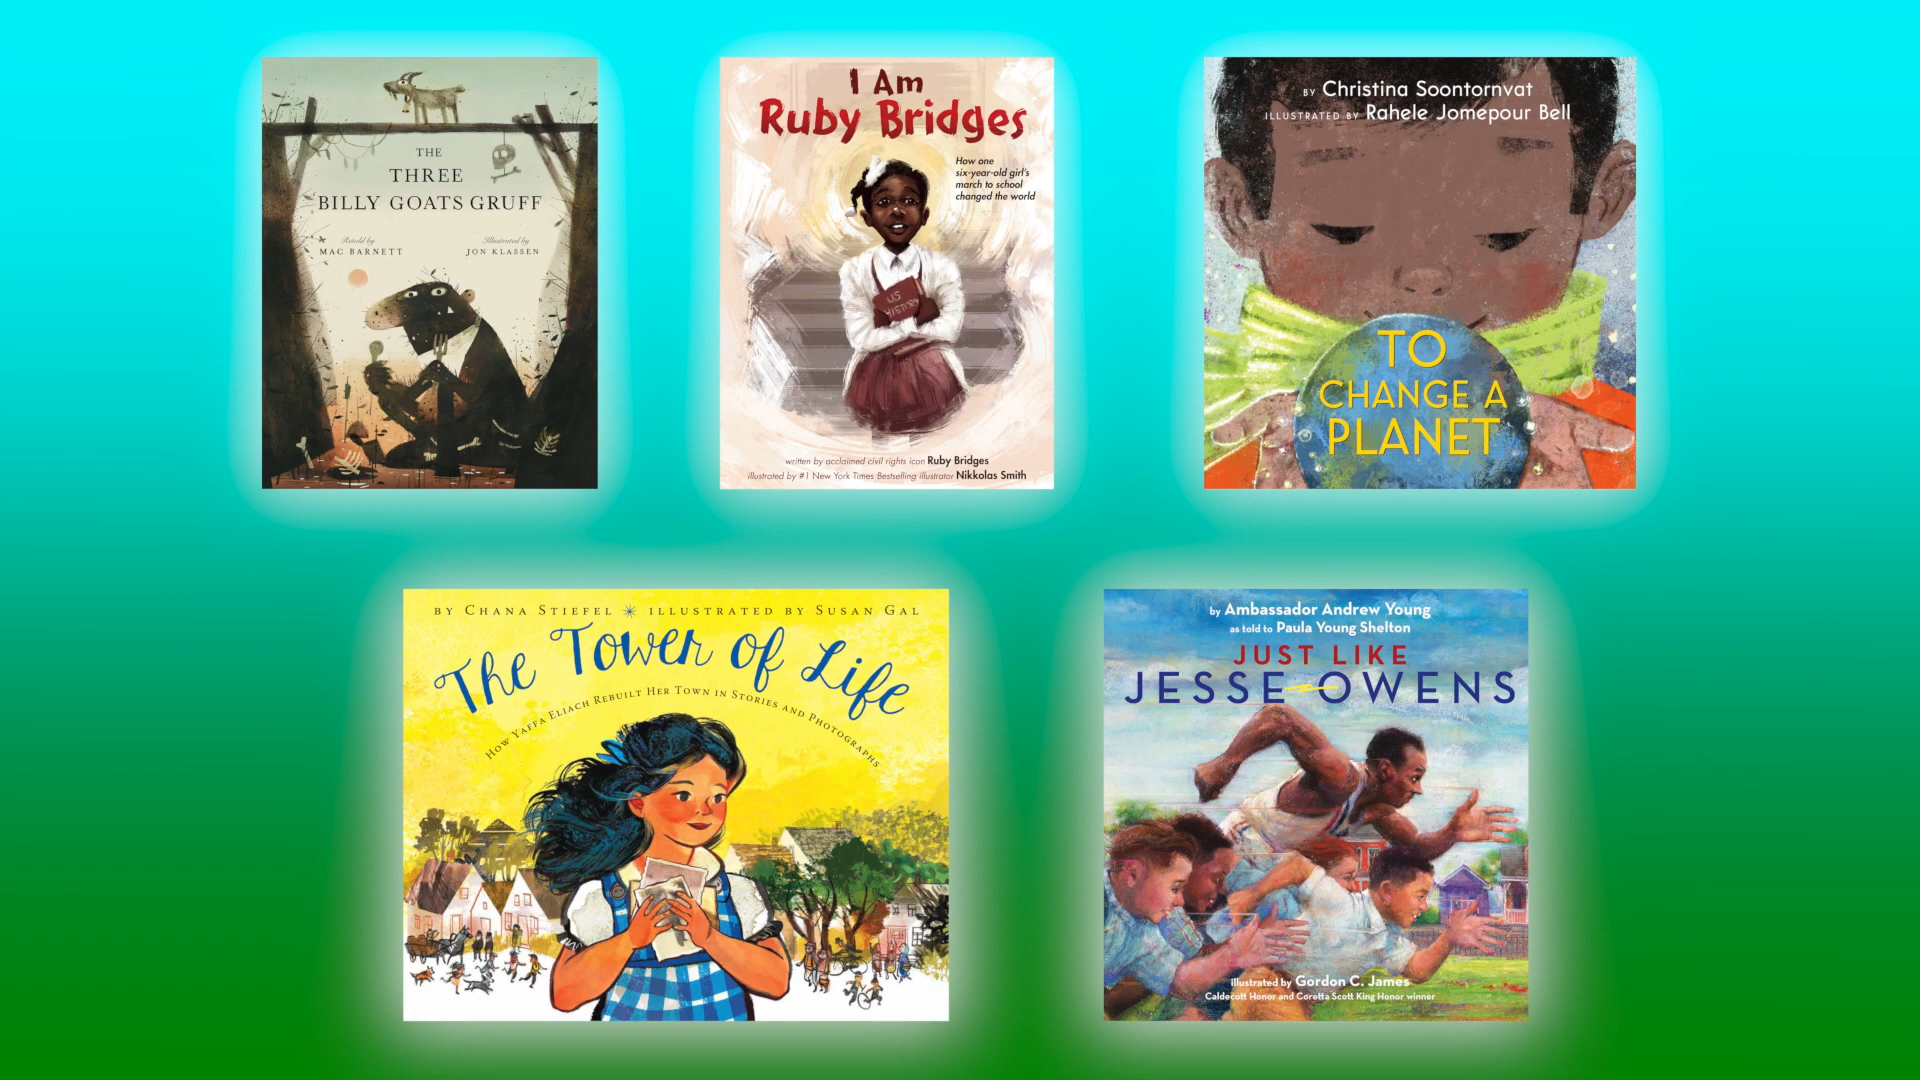 THE
THREE
BILLY GOATS GRUFF
Retold by
MAC BARNETT
Illustrated by
JON KLASSEN
I Am
Ruby Bridges
How one
six-year-old girl's
march to school
changed the world
US
HISTORY
written by acclaimed civil rights icon Ruby Bridges
illustrated by #1 New York Times Bestselling illustrator Nikkolas Smith
BY Christina Soontornvat
ILLUSTRATED BY Rahele Jomepour Bell
TO
CHANGE A
PLANET
BY CHANA STIEFEL ILLUSTRATED BY SUSAN GAL
The Tower of Life
HOW YAFFA ELIACH REBUILT HER TOWN IN STORIES AND PHOTOGRAPHS
by Ambassador Andrew Young
as told to Paula Young Shelton
JUST LIKE
JESSE OWENS
illustrated by Gordon C. James
Caldecott Honor and Coretta Scott King Honor winner